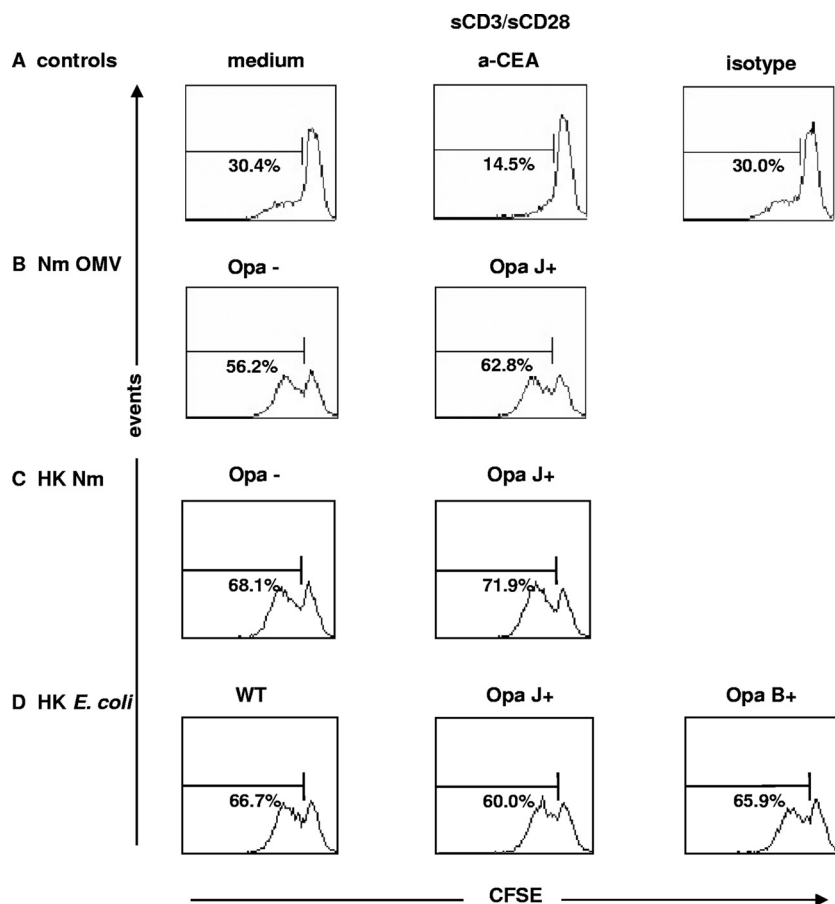 sCD3/sCD28
A controls medium a-CEA isotype
30.4% 14.5% 30.0%
B Nm OMV Opa - Opa J+
56.2% 62.8%
events
C HK Nm Opa - Opa J+
68.1% 71.9%
D HK E. coli WT Opa J+ Opa B+
66.7% 60.0% 65.9%
CFSE